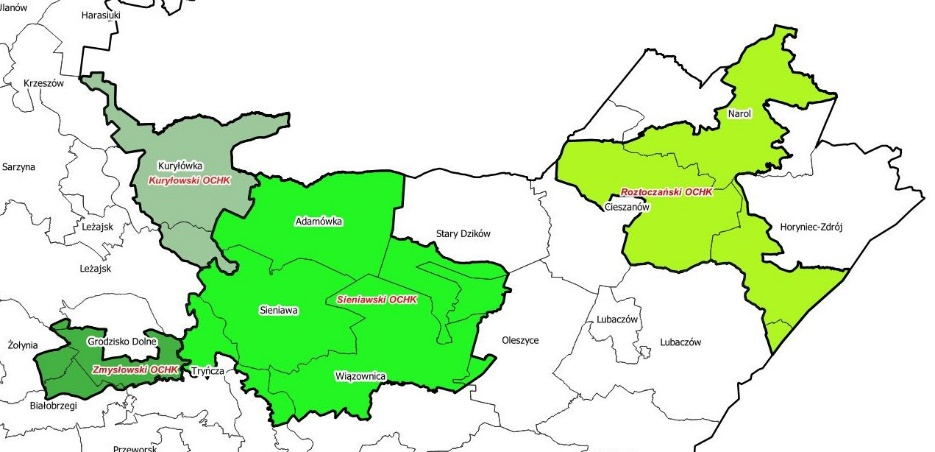 Ulanów
Harasiuki
Krzeszów
Narol
Sarzyna
Kuryłówka
Kuryłowski OCHK
Roztoczański OCHK
Cieszanów
Leżajsk
Adamówka
Stary Dzików
Horyniec-Zdrój
Leżajsk
Sieniawski OCHK
Sieniawa
Lubaczów
Żołynia
Grodzisko Dolne
Oleszyce
Lubaczów
Zmysłowski OCHK
Tryńcza
Wiązownica
Białobrzegi
Przeworsk